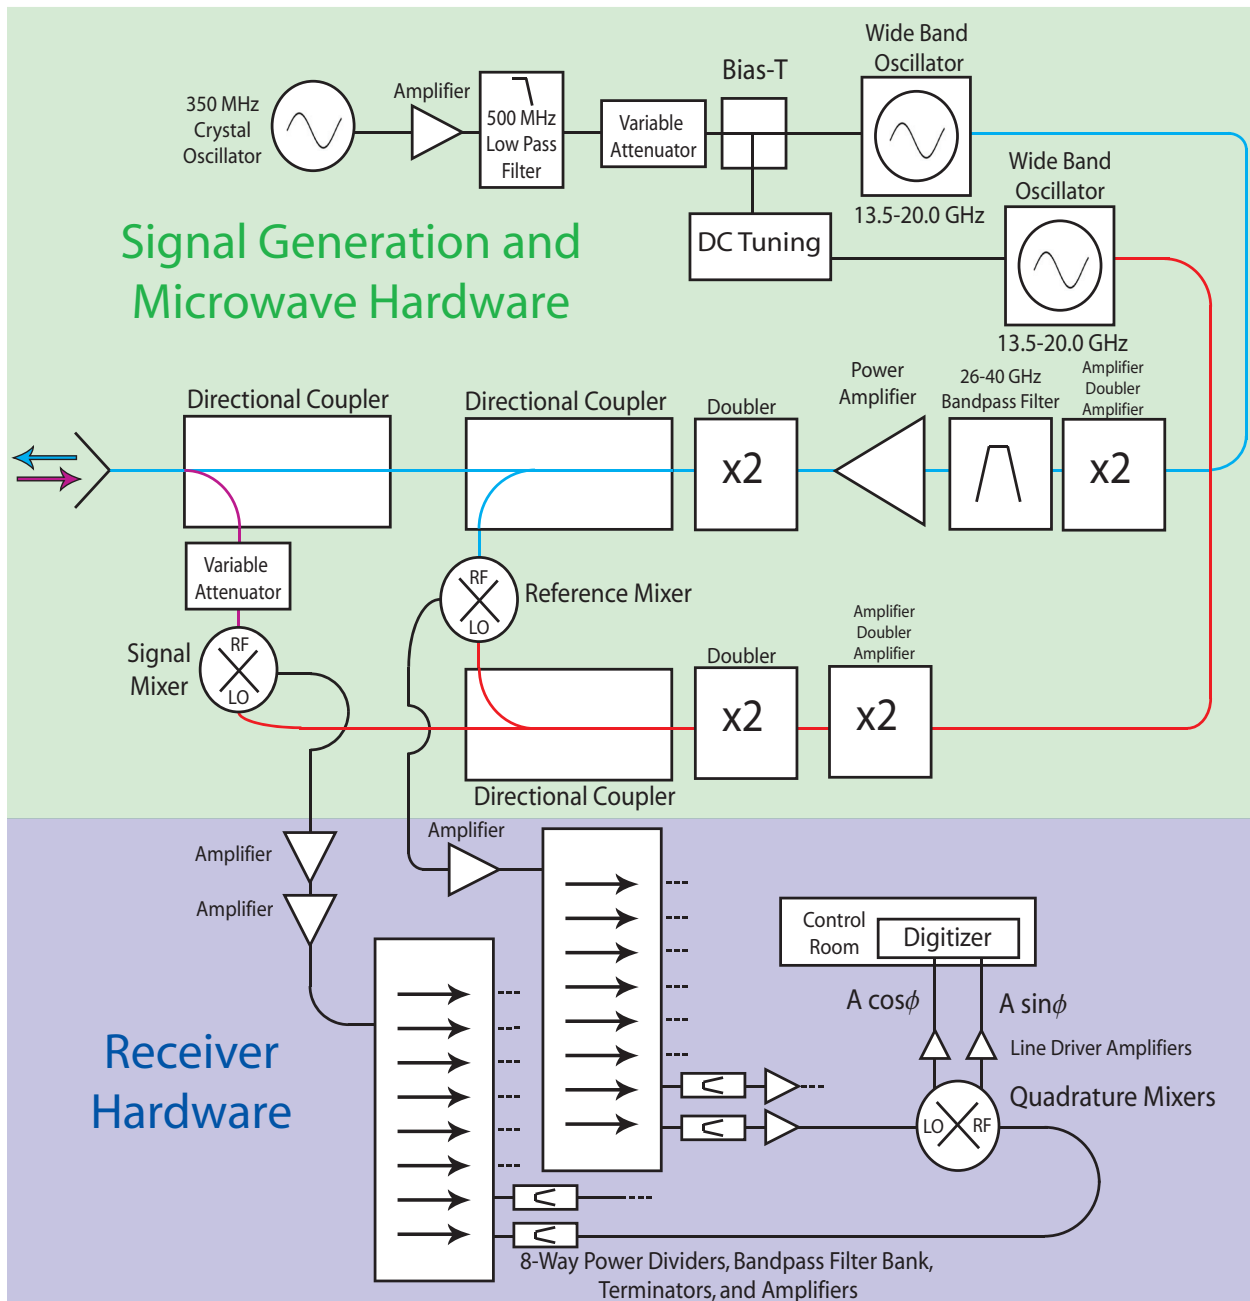 Wide Band
Oscillator
Bias-T
Amplifier
350 MHz
Crystal
Oscillator
500 MHz
Low Pass
Filter
Variable
Attenuator
Wide Band
Oscillator
13.5-20.0 GHz
DC Tuning
Signal Generation and
Microwave Hardware
13.5-20.0 GHz
Directional Coupler
Directional Coupler
Doubler
Power
Amplifier
26-40 GHz
Bandpass Filter
Amplifier
Doubler
Amplifier
x2
x2
Variable
Attenuator
RF
LO
Reference Mixer
Signal
Mixer
RF
LO
Doubler
Amplifier
Doubler
Amplifier
x2
x2
Directional Coupler
Amplifier
Amplifier
Amplifier
Control
Room
Digitizer
A cosϕ
A sinϕ
Line Driver Amplifiers
Receiver
Hardware
Quadrature Mixers
LO
RF
8-Way Power Dividers, Bandpass Filter Bank,
Terminators, and Amplifiers